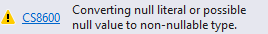 CS8600
Converting null literal or possible
null value to non-nullable type.